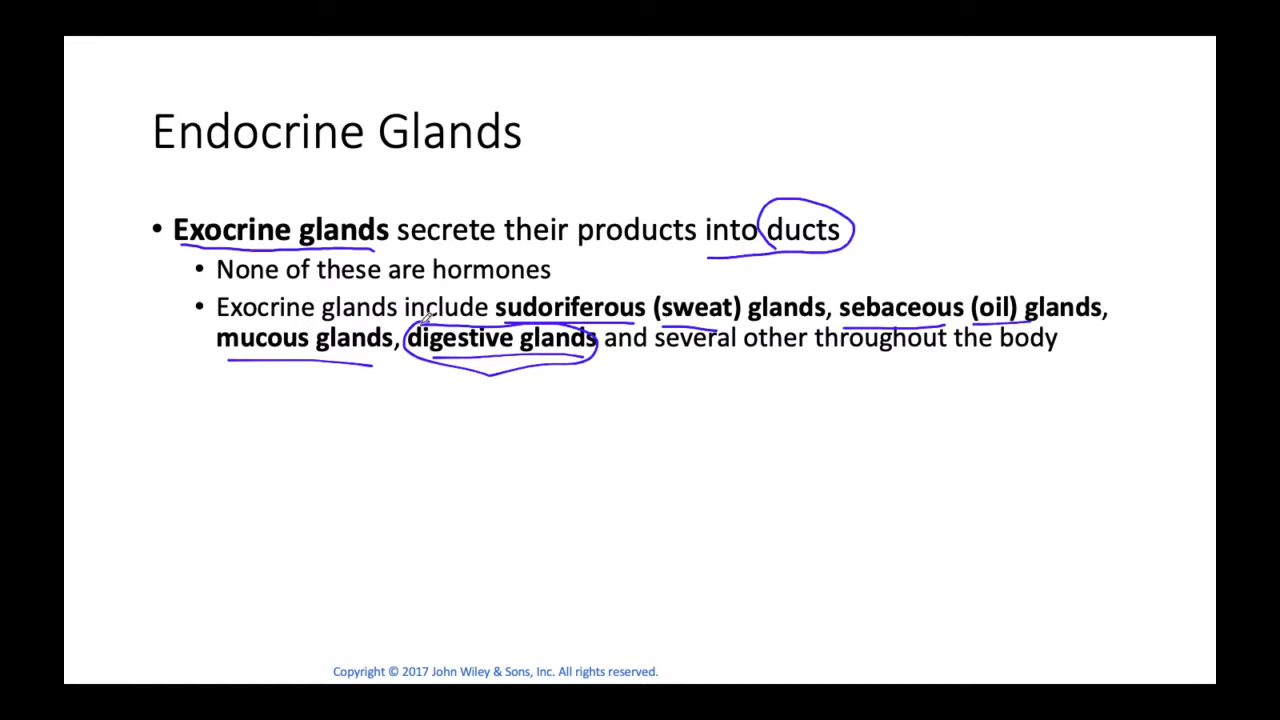 Endocrine Glands
• Exocrine glands secrete their products into ducts
• None of these are hormones
• Exocrine glands include sudoriferous (sweat) glands, sebaceous (oil) glands,
mucous glands, digestive glands and several other throughout the body
Copyright © 2017 John Wiley & Sons, Inc. All rights reserved.